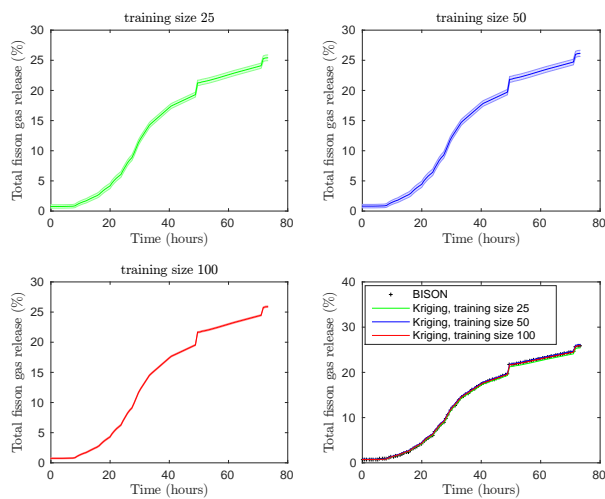 training size 25
30
25
20
15
10
5
0
0 20 40 60 80
Total fisson gas release (%)
Time (hours)
training size 50
30
25
20
15
10
5
0
0 20 40 60 80
Total fisson gas release (%)
Time (hours)
training size 100
30
25
20
15
10
5
0
0 20 40 60 80
Total fisson gas release (%)
Time (hours)
BISON
Kriging, training size 25
Kriging, training size 50
Kriging, training size 100
40
30
20
10
0
0 20 40 60 80
Total fisson gas release (%)
Time (hours)